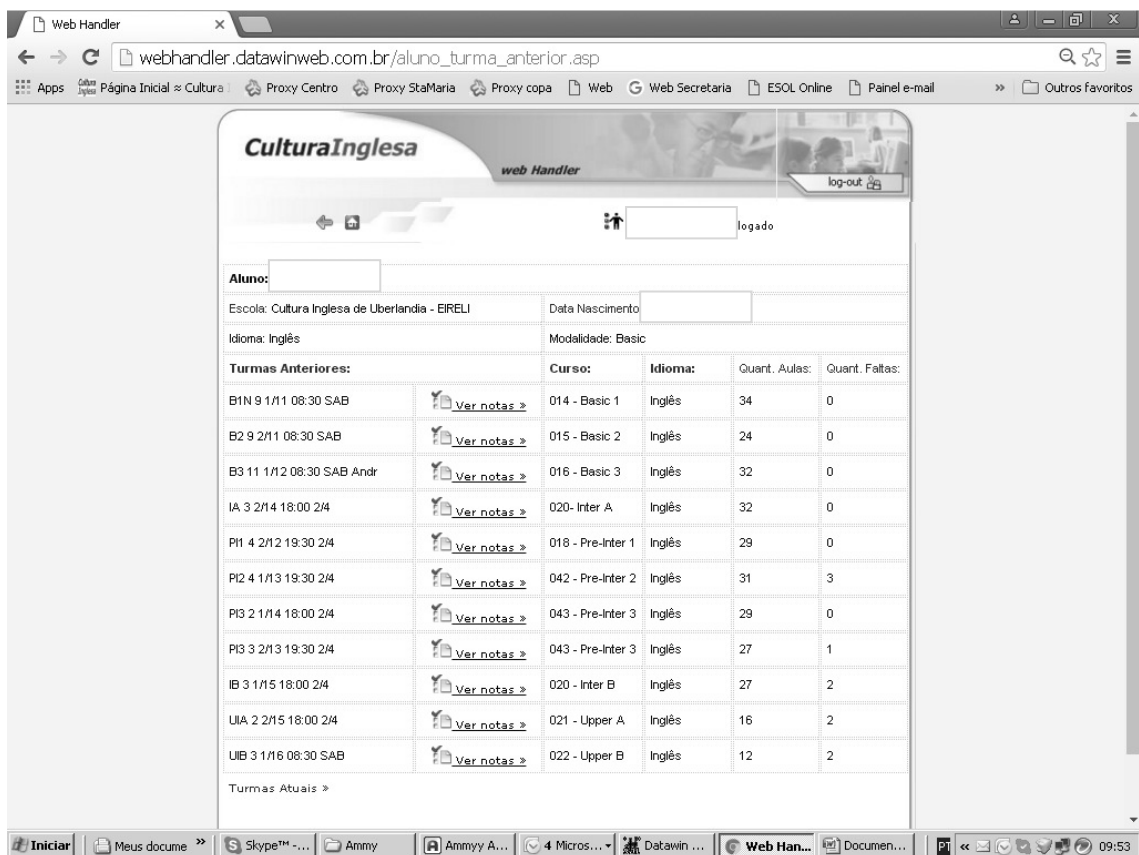 Web Handler
webhandler.datawinweb.com.br/aluno_turma_anterior.asp
Apps Página Inicial ≈ Cultura I Proxy Centro Proxy StaMaria Proxy copa Web Web Secretaria ESOL Online Painel e-mail » Outros favoritos
CulturaInglesa
web Handler
log-out
logado
Aluno:
Escola: Cultura Inglesa de Uberlandia - EIRELI Data Nascimento
Idioma: Inglês Modalidade: Basic
Turmas Anteriores: Curso: Idioma: Quant. Aulas: Quant. Faltas:
B1N 9 1/11 08:30 SAB Ver notas » 014 - Basic 1 Inglês 34 0
B2 9 2/11 08:30 SAB Ver notas » 015 - Basic 2 Inglês 24 0
B3 11 1/12 08:30 SAB Andr Ver notas » 016 - Basic 3 Inglês 32 0
IA 3 2/14 18:00 2/4 Ver notas » 020- Inter A Inglês 32 0
PI1 4 2/12 19:30 2/4 Ver notas » 018 - Pre-Inter 1 Inglês 29 0
PI2 4 1/13 19:30 2/4 Ver notas » 042 - Pre-Inter 2 Inglês 31 3
PI3 2 1/14 18:00 2/4 Ver notas » 043 - Pre-Inter 3 Inglês 29 0
PI3 3 2/13 19:30 2/4 Ver notas » 043 - Pre-Inter 3 Inglês 27 1
IB 3 1/15 18:00 2/4 Ver notas » 020 - Inter B Inglês 27 2
UIA 2 2/15 18:00 2/4 Ver notas » 021 - Upper A Inglês 16 2
UIB 3 1/16 08:30 SAB Ver notas » 022 - Upper B Inglês 12 2
Turmas Atuais »
Iniciar Meus docume » Skype™ -... Ammy Ammyy A... 4 Micros... Datawin ... Web Han... Documen... PT « 09:53